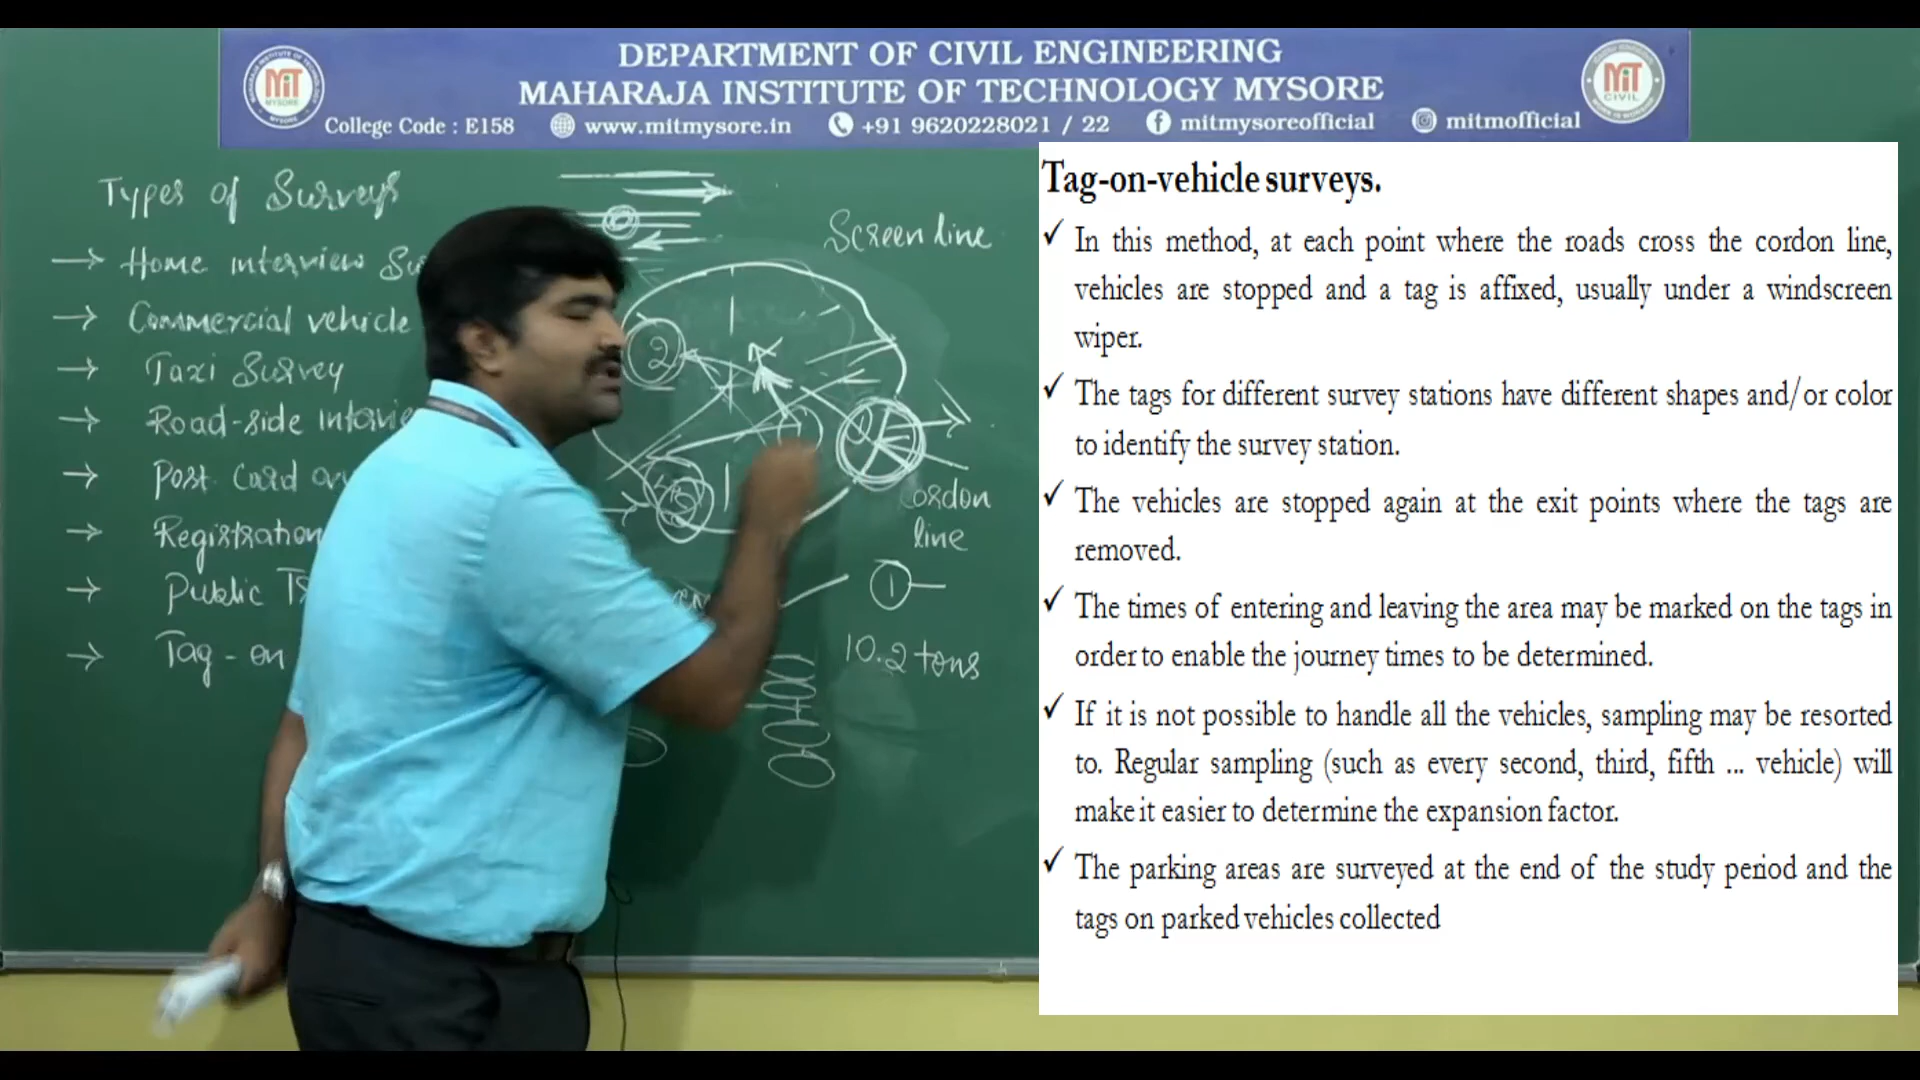 DEPARTMENT OF CIVIL ENGINEERING
MAHARAJA INSTITUTE OF TECHNOLOGY MYSORE
College Code : E158 www.mitmysore.in +91 9620228021 / 22 mitmysoreofficial mitmofficial
MiT
MYSORE
MiT
CIVIL
Types of Surveys
→ Home interview
→ Commercial vehicle
→ Taxi Survey
→ Road-side
→ Post Card
→ Registration
→ Public
→ Tag - on
Screen line
2
5
Cordon
line
1
10.2 tons
Tag-on-vehicle surveys.
✓ In this method, at each point where the roads cross the cordon line,
vehicles are stopped and a tag is affixed, usually under a windscreen
wiper.
✓ The tags for different survey stations have different shapes and/or color
to identify the survey station.
✓ The vehicles are stopped again at the exit points where the tags are
removed.
✓ The times of entering and leaving the area may be marked on the tags in
order to enable the journey times to be determined.
✓ If it is not possible to handle all the vehicles, sampling may be resorted
to. Regular sampling (such as every second, third, fifth ... vehicle) will
make it easier to determine the expansion factor.
✓ The parking areas are surveyed at the end of the study period and the
tags on parked vehicles collected